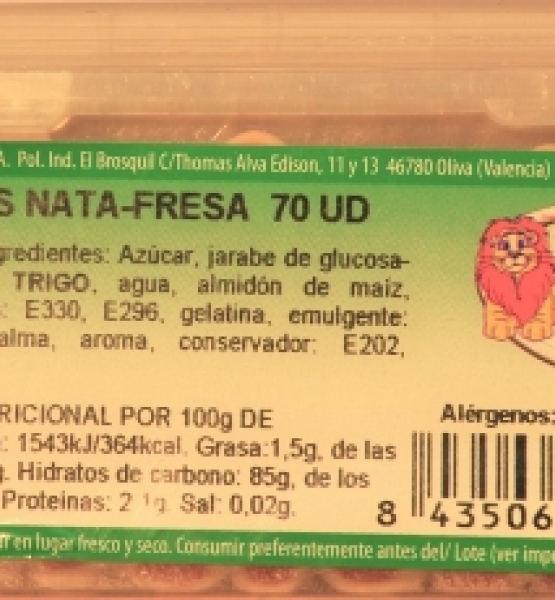 A. Pol. Ind. El Brosquil C/Thomas Alva Edison, 11 y 13 46780 Oliva (Valencia)
S NATA-FRESA 70 UD
gredientes: Azúcar, jarabe de glucosa-
TRIGO, agua, almidón de maiz,
: E330, E296, gelatina, emulgente:
alma, aroma, conservador: E202,
RICIONAL POR 100g DE
: 1543kJ/364kcal. Grasa:1,5g, de las
g. Hidratos de carbono: 85g, de los
Proteinas: 2 1g. Sal: 0,02g.
Alérgenos:
8 43506
en lugar fresco y seco. Consumir preferentemente antes del/ Lote (ver impre